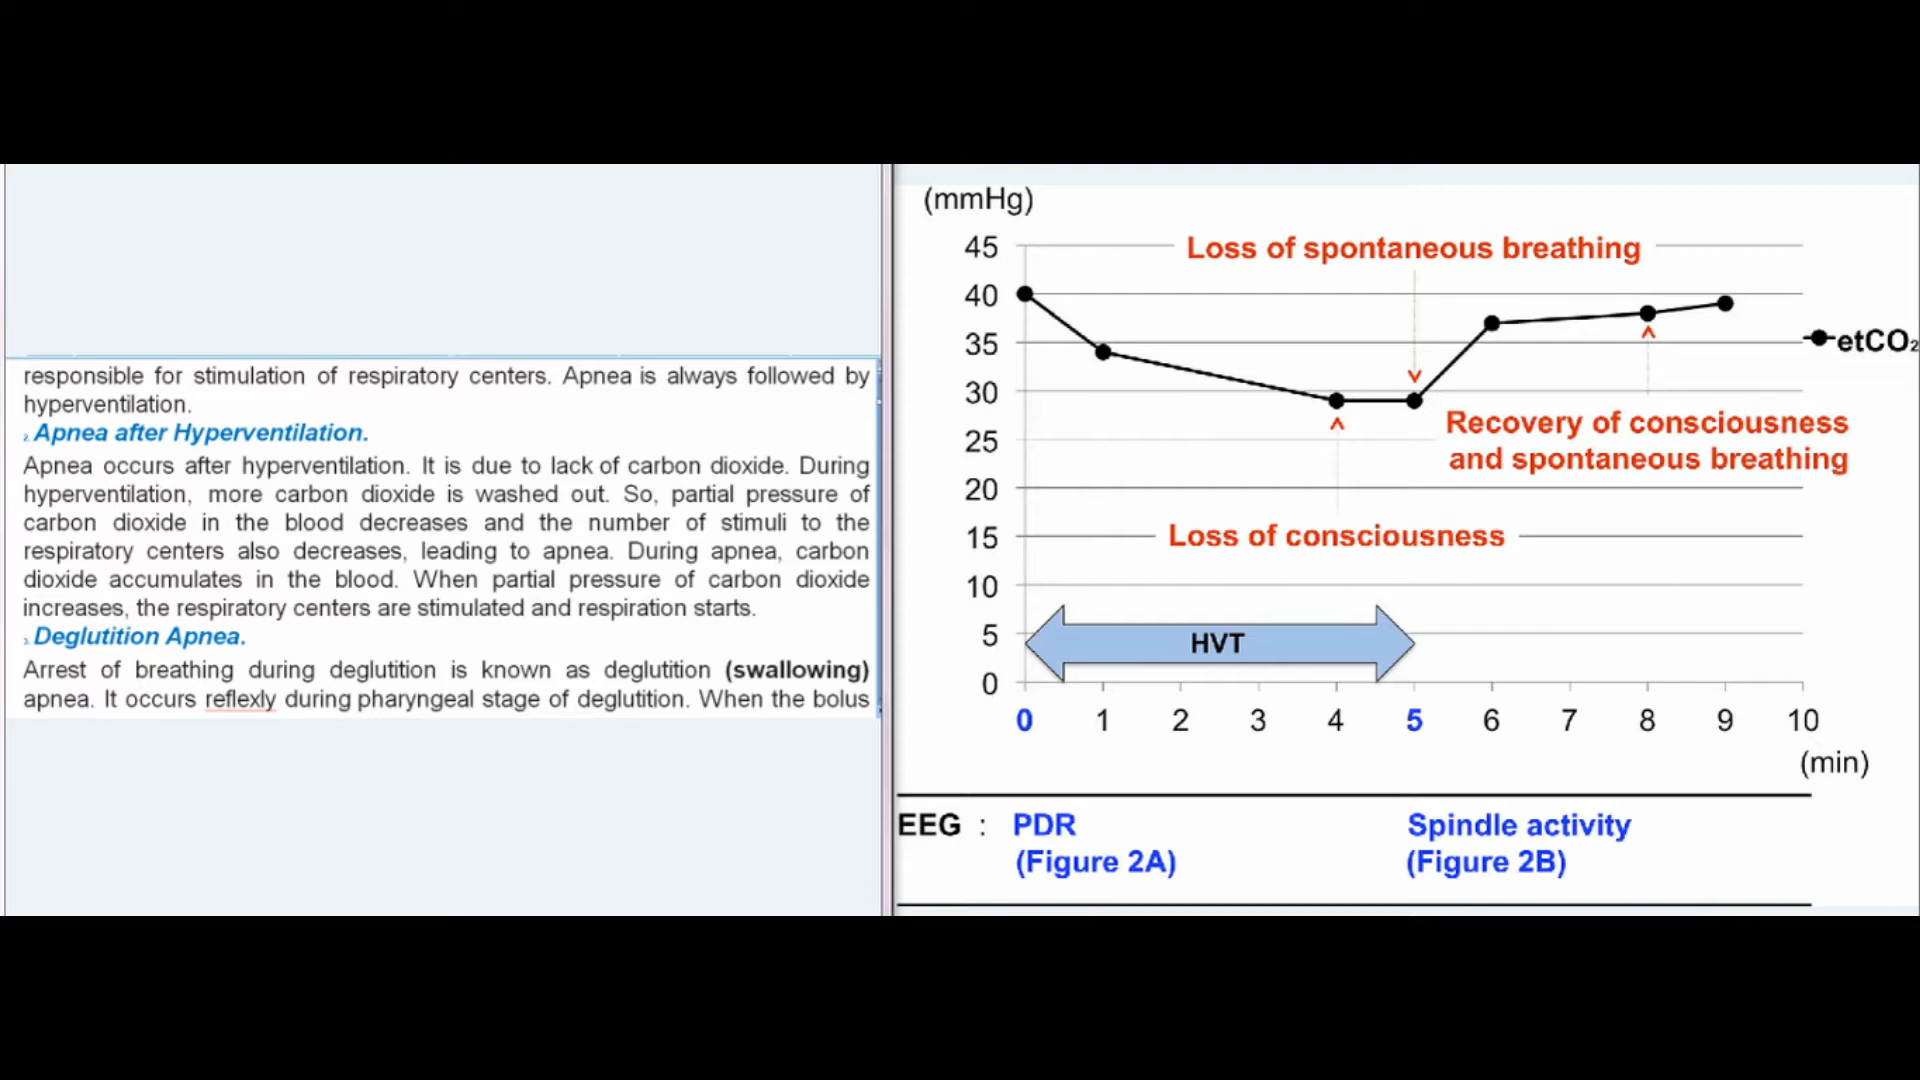 responsible for stimulation of respiratory centers. Apnea is always followed by
hyperventilation.
2. Apnea after Hyperventilation.
Apnea occurs after hyperventilation. It is due to lack of carbon dioxide. During
hyperventilation, more carbon dioxide is washed out. So, partial pressure of
carbon dioxide in the blood decreases and the number of stimuli to the
respiratory centers also decreases, leading to apnea. During apnea, carbon
dioxide accumulates in the blood. When partial pressure of carbon dioxide
increases, the respiratory centers are stimulated and respiration starts.
3. Deglutition Apnea.
Arrest of breathing during deglutition is known as deglutition (swallowing)
apnea. It occurs reflexly during pharyngeal stage of deglutition. When the bolus
(mmHg)
45
Loss of spontaneous breathing
40
35
etCO₂
30
Recovery of consciousness
25
and spontaneous breathing
20
15
Loss of consciousness
10
5
HVT
0
0 1 2 3 4 5 6 7 8 9 10
(min)
EEG : PDR Spindle activity
(Figure 2A) (Figure 2B)